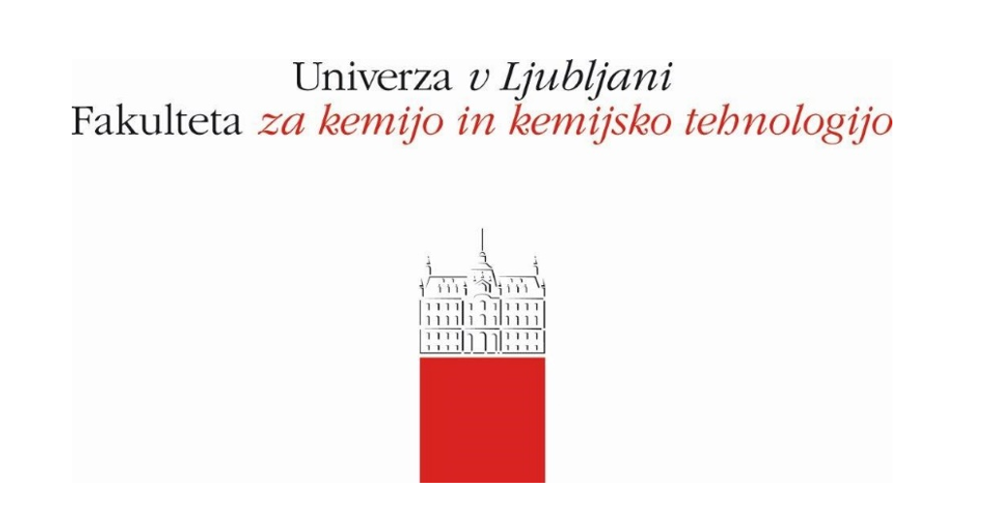 Univerza v Ljubljani
Fakulteta za kemijo in kemijsko tehnologijo